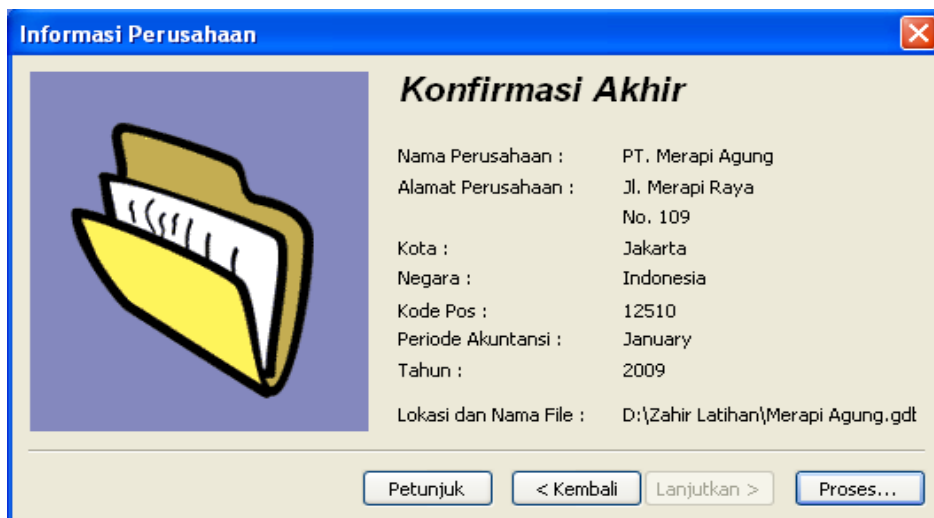 Informasi Perusahaan
Konfirmasi Akhir
Nama Perusahaan : PT. Merapi Agung
Alamat Perusahaan : Jl. Merapi Raya
No. 109
Kota : Jakarta
Negara : Indonesia
Kode Pos : 12510
Periode Akuntansi : January
Tahun : 2009
Lokasi dan Nama File : D:\Zahir Latihan\Merapi Agung.gdb
Petunjuk < Kembali Lanjutkan > Proses...